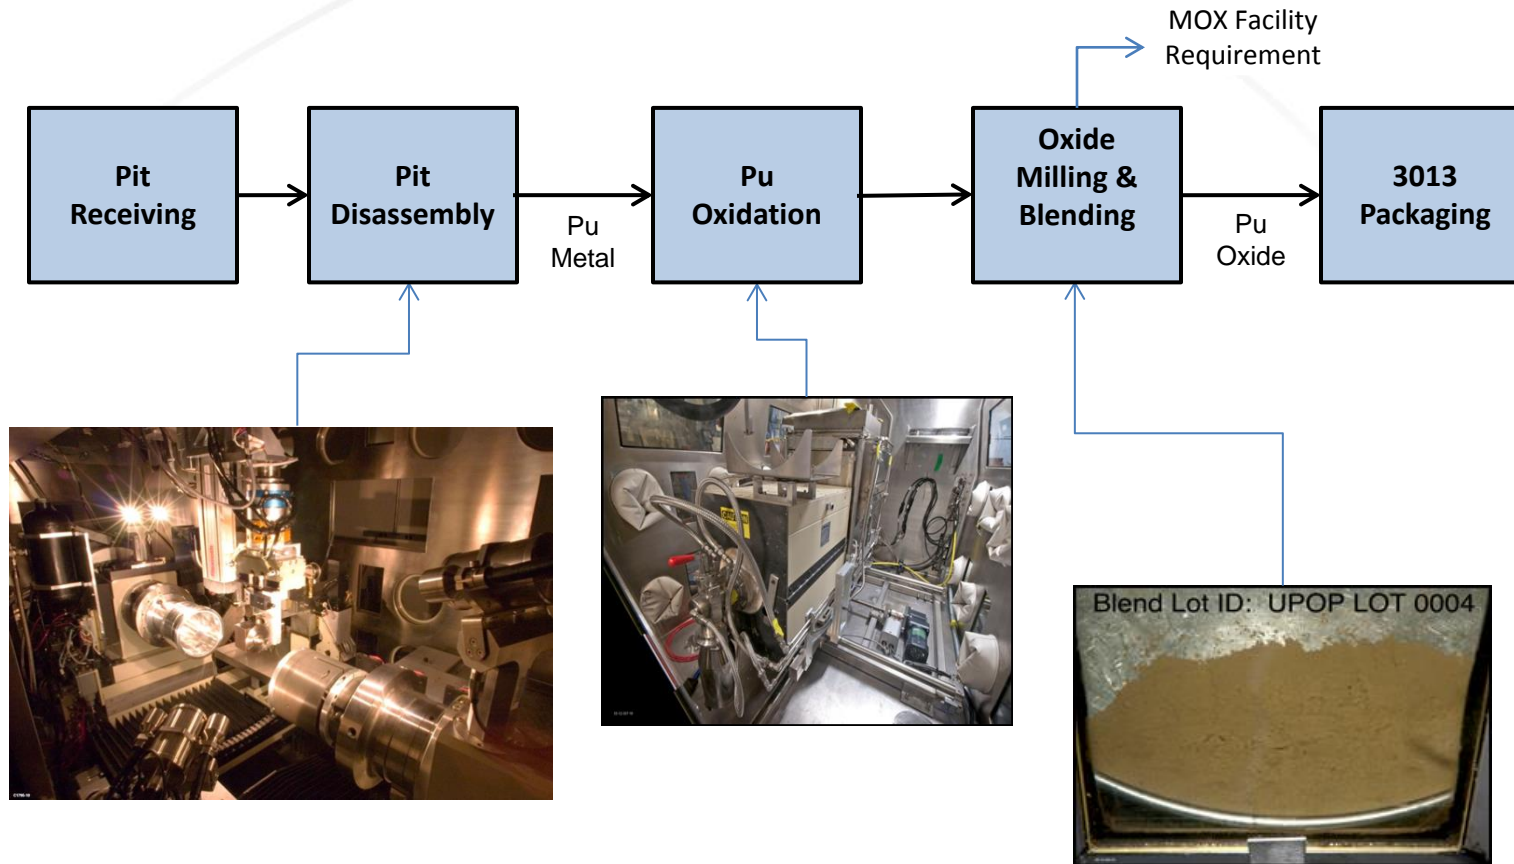 MOX Facility
Requirement
Pit
Receiving
Pit
Disassembly
Pu
Metal
Pu
Oxidation
Oxide
Milling &
Blending
Pu
Oxide
3013
Packaging
Blend Lot ID: UPOP LOT 0004